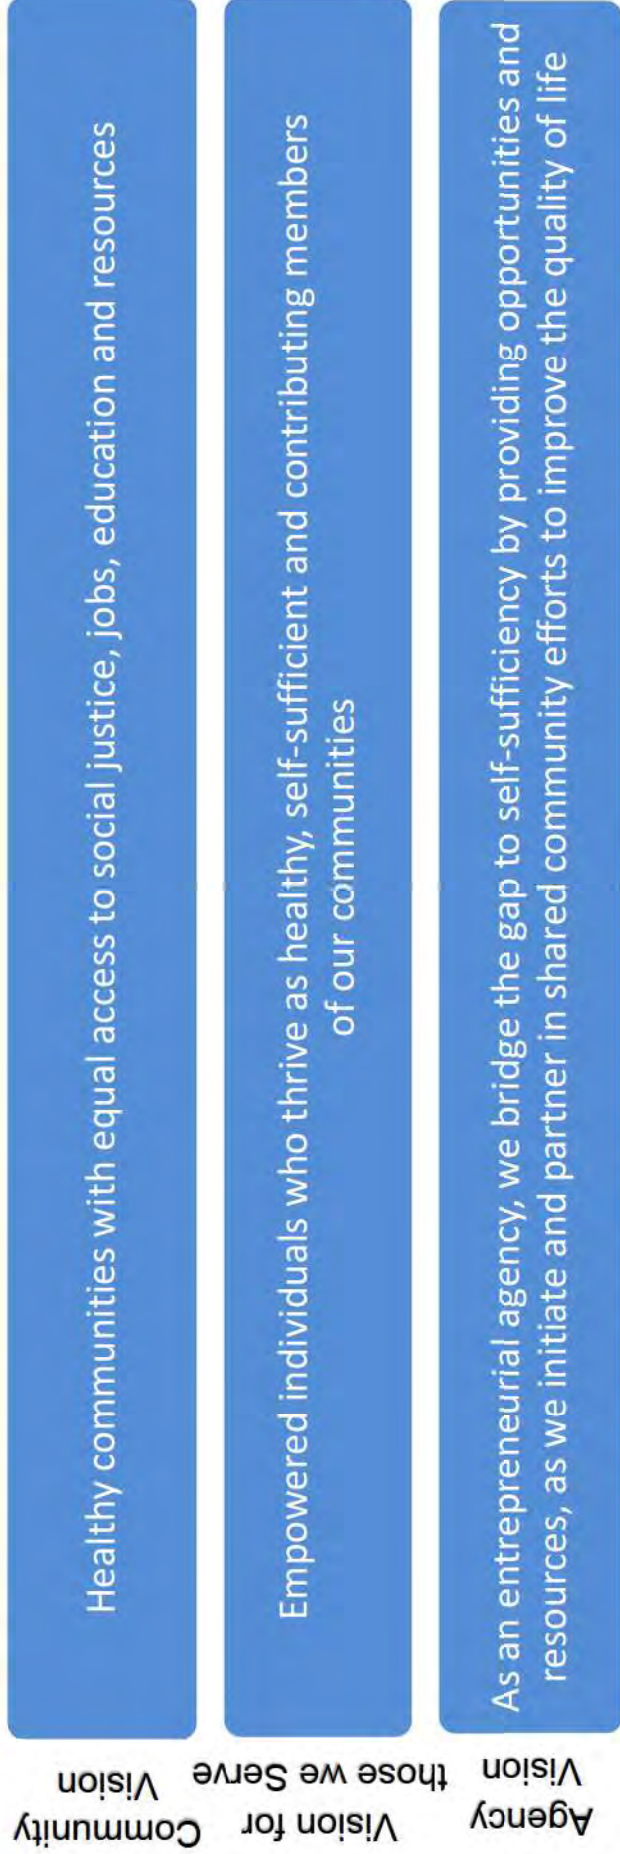 Community
Vision
Healthy communities with equal access to social justice, jobs, education and resources
Vision for
those we Serve
Empowered individuals who thrive as healthy, self-sufficient and contributing members
of our communities
Agency
Vision
As an entrepreneurial agency, we bridge the gap to self-sufficiency by providing opportunities and
resources, as we initiate and partner in shared community efforts to improve the quality of life